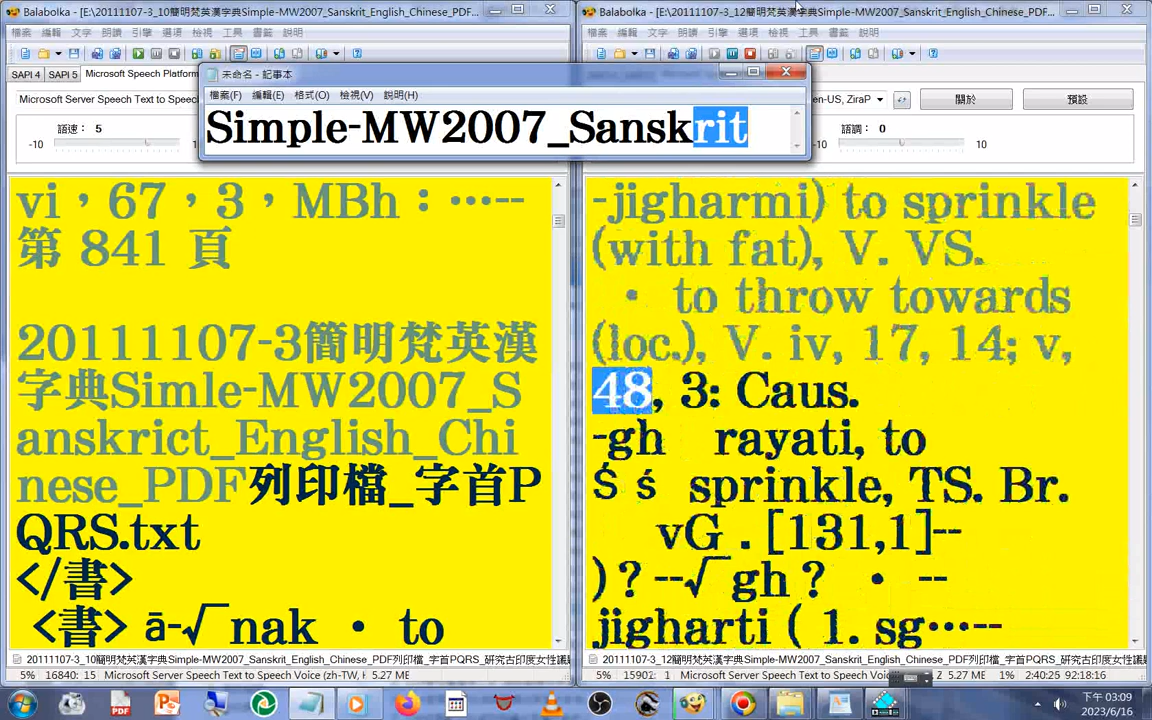 Balabolka - [E:\20111107-3_10簡明梵英漢字典Simple-MW2007_Sanskrit_English_Chinese_PDF...
檔案 編輯 文字 朗讀 引擎 選項 檢視 工具 書籤 說明
SAPI 4 SAPI 5 Microsoft Speech Platform
Microsoft Server Speech Text to Spee
語速： 5
-10
Balabolka - [E:\20111107-3_12簡明梵英漢字典Simple-MW2007_Sanskrit_English_Chinese_PDF...
檔案 編輯 文字 朗讀 引擎 選項 檢視 工具 書籤 說明
en-US, ZiraP
關於
預設
語調： 0
10
未命名 - 記事本
檔案(F) 編輯(E) 格式(O) 檢視(V) 說明(H)
Simple-MW2007_Sanskrit
vi，67，3，MBh：…--
第 841 頁
20111107-3簡明梵英漢
字典Simle-MW2007_S
anskrict_English_Chi
nese_PDF列印檔_字首P
QRS.txt
</書>
<書> ā-√nak • to
-jigharmi) to sprinkle
(with fat), V. VS.
• to throw towards
(loc.), V. iv, 17, 14; v,
48, 3: Caus.
-gh rayati, to
Ś ś sprinkle, TS. Br.
vG . [131,1]--
)? --√gh? • --
jigharti ( 1. sg…--
20111107-3_10簡明梵英漢字典Simple-MW2007_Sanskrit_English_Chinese_PDF列印檔_字首PQRS_研究古印度女性議
5% 16840: 15 Microsoft Server Speech Text to Speech Voice (zh-TW, H 5.27 MB
20111107-3_12簡明梵英漢字典Simple-MW2007_Sanskrit_English_Chinese_PDF列印檔_字首PQRS_研究古印度女性議
5% 15902: 1 Microsoft Server Speech Text to Speech V 5.27 MB 1% 2:40:25 92:18:16
下午 03:09
2023/6/16